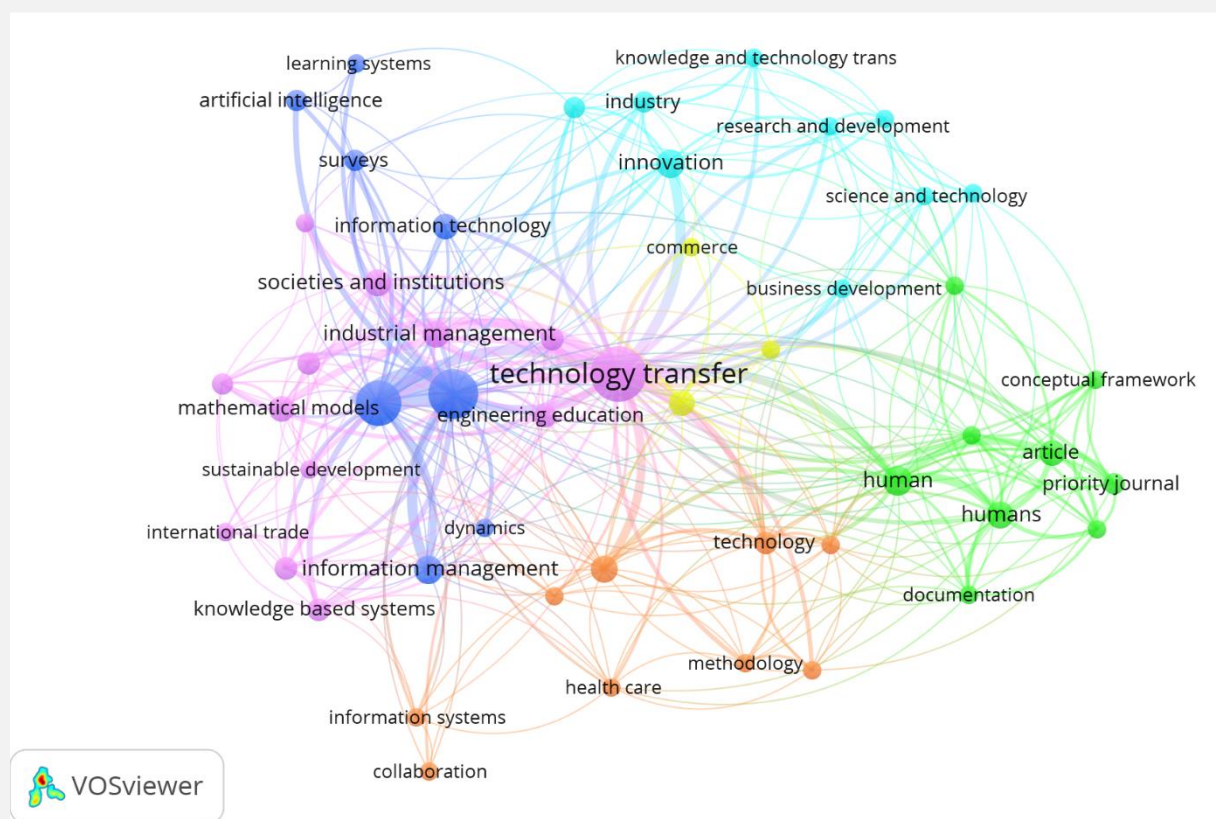 knowledge and technology trans
learning systems
artificial intelligence
industry
research and development
surveys
innovation
science and technology
information technology
commerce
societies and institutions
business development
industrial management
technology transfer
conceptual framework
mathematical models
engineering education
article
sustainable development
human
priority journal
humans
international trade
dynamics
technology
information management
documentation
knowledge based systems
methodology
health care
information systems
collaboration
VOSviewer